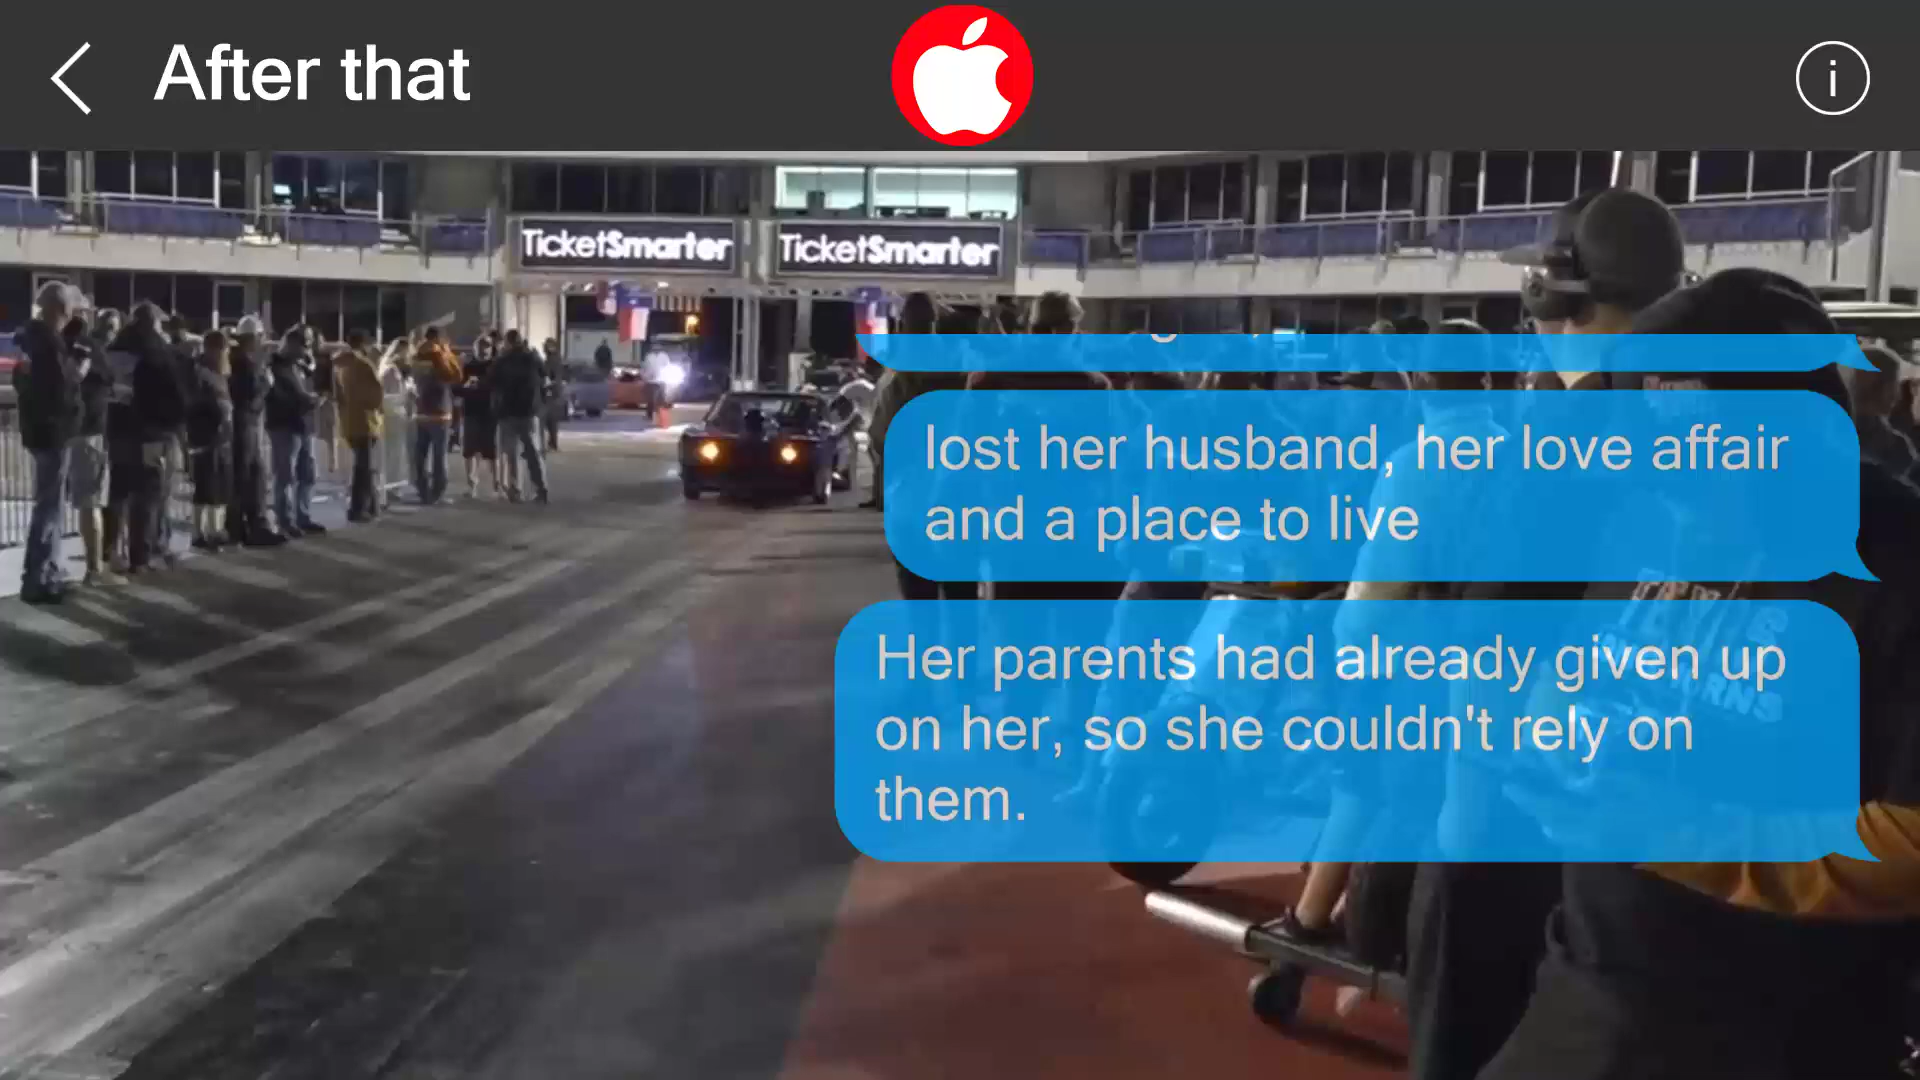 After that
TicketSmarter
TicketSmarter
lost her husband, her love affair
and a place to live
Her parents had already given up
on her, so she couldn't rely on
them.